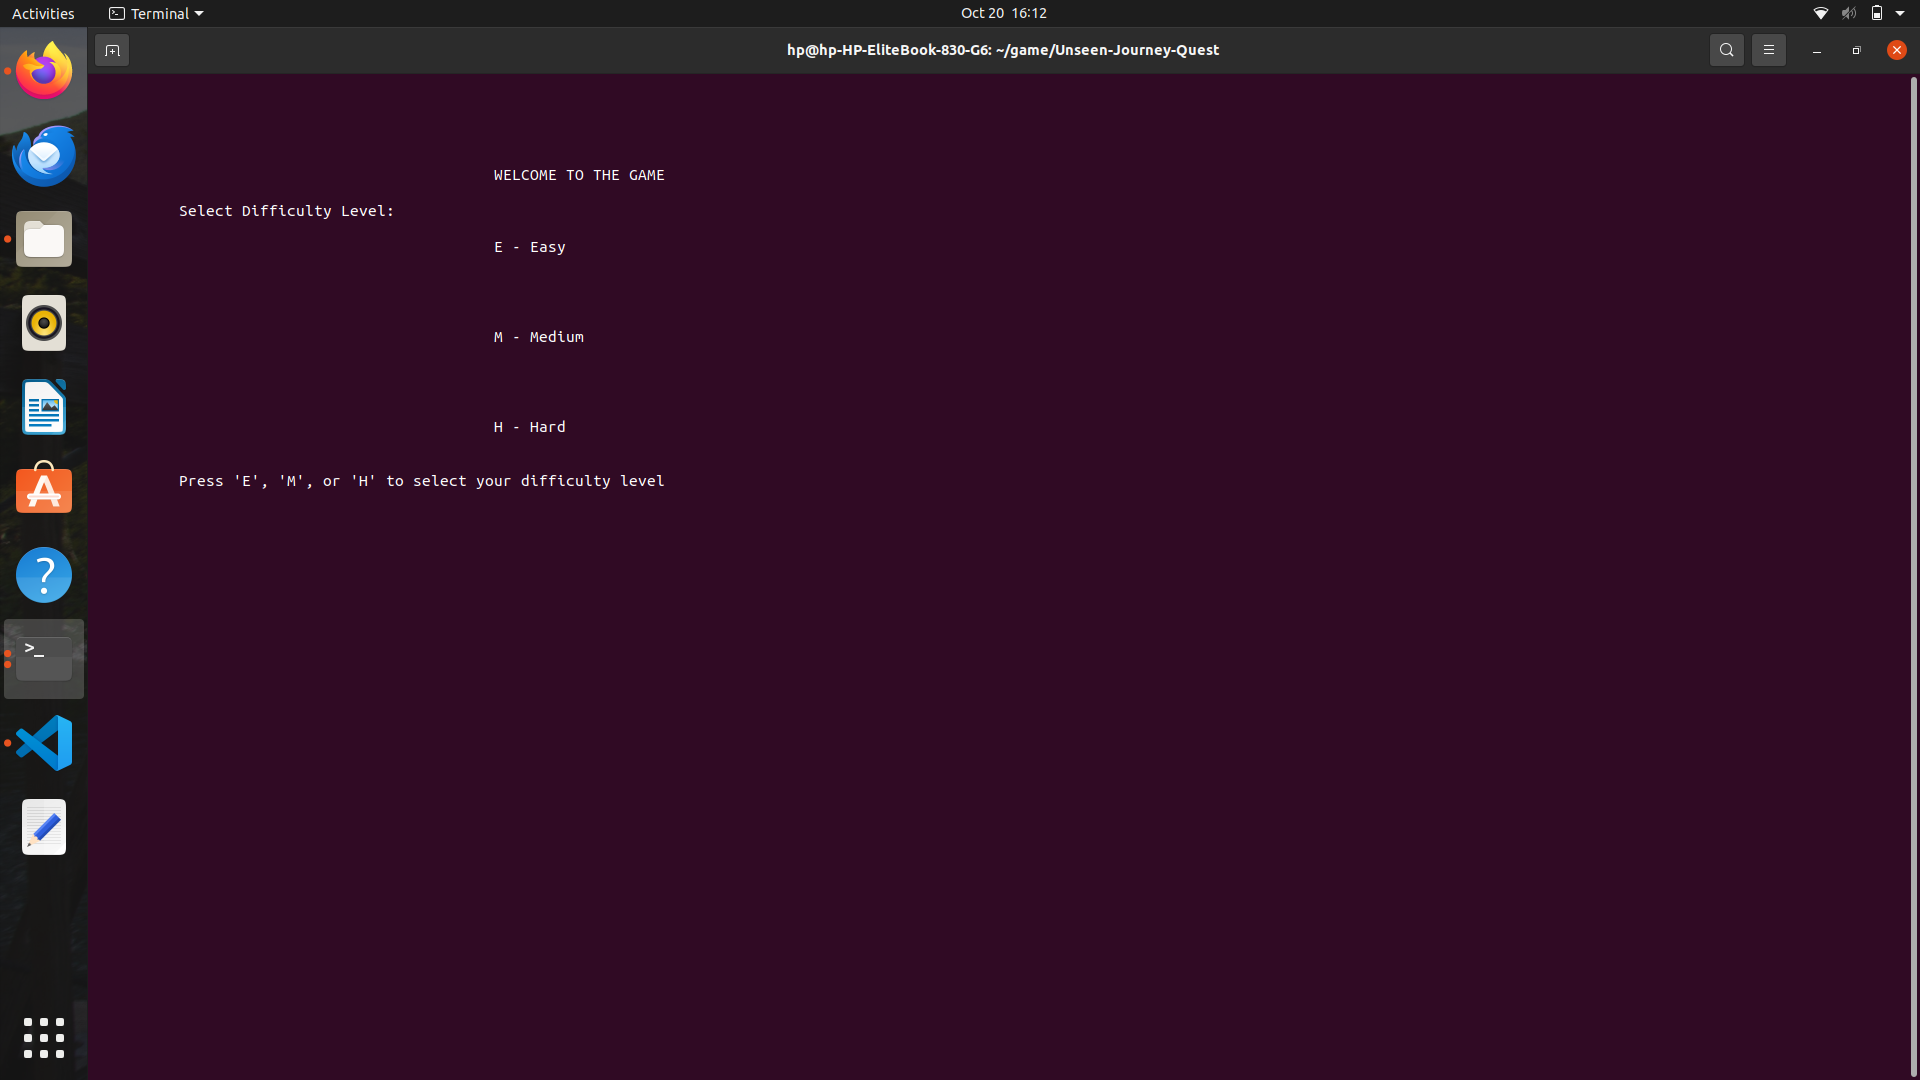 Activities
Terminal
Oct 20 16:12
hp@hp-HP-EliteBook-830-G6: ~/game/Unseen-Journey-Quest
WELCOME TO THE GAME
Select Difficulty Level:
E - Easy
M - Medium
H - Hard
Press 'E', 'M', or 'H' to select your difficulty level